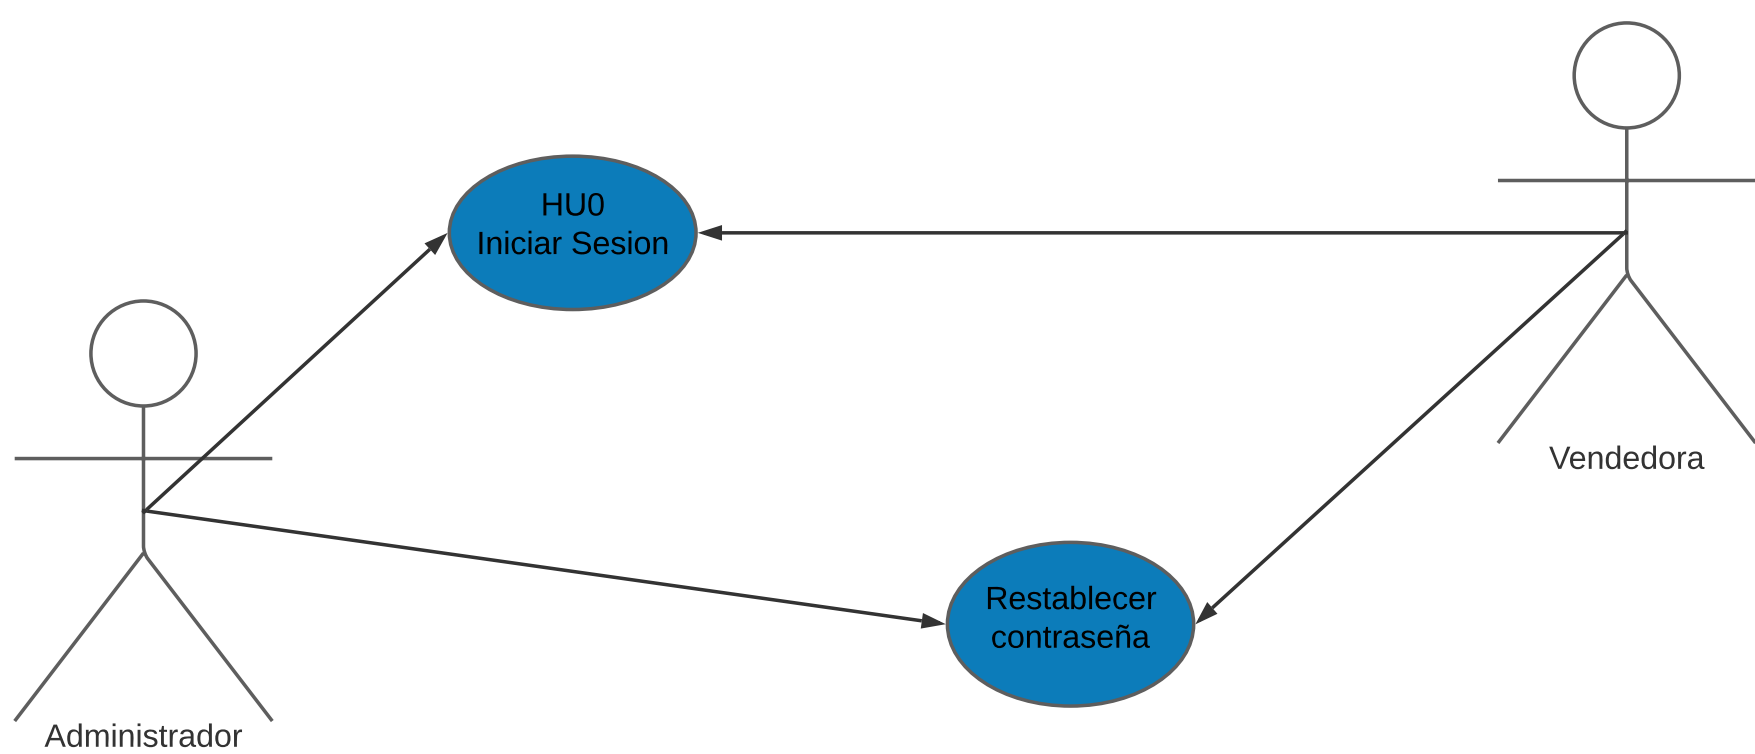 HU0
Iniciar Sesion
Vendedora
Restablecer
contraseña
Administrador